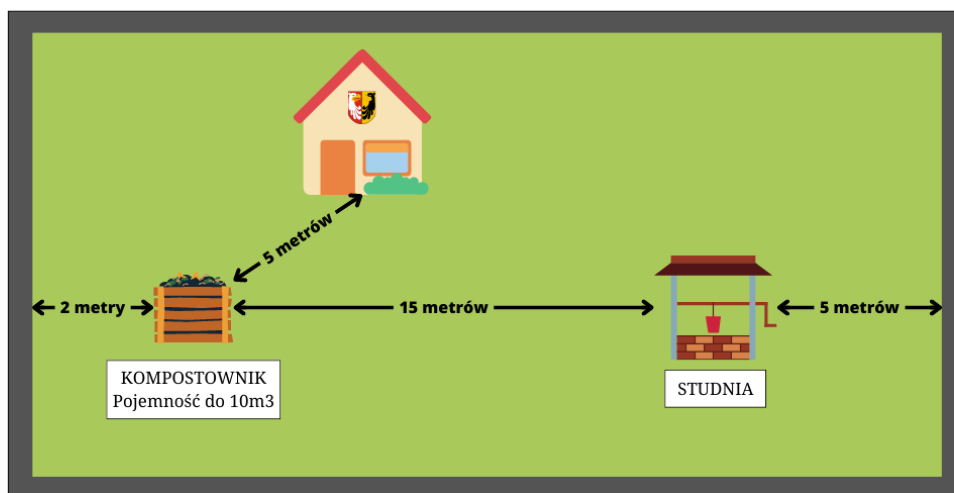 5 metrów
2 metry
15 metrów
5 metrów
KOMPOSTOWNIK
Pojemność do 10m3
STUDNIA